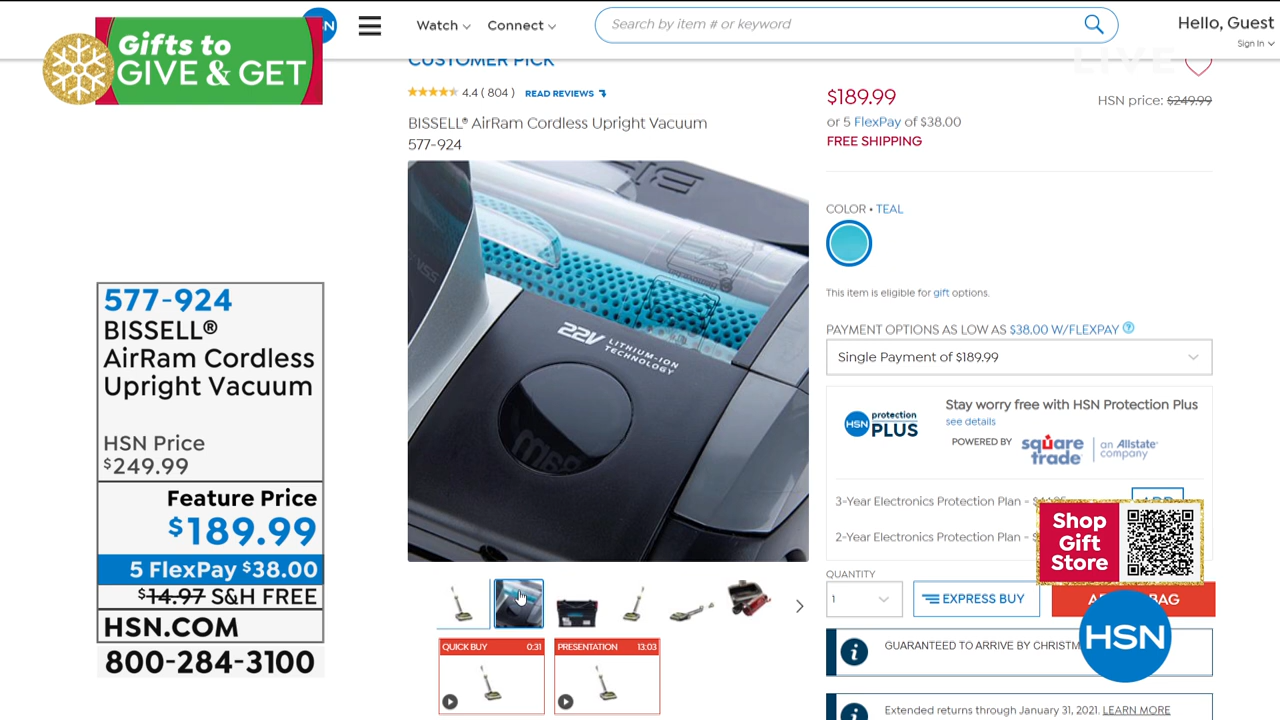 Gifts to
GIVE & GET
Watch
Connect
Search by item # or keyword
Hello, Guest
Sign In
LIVE
CUSTOMER PICK
4.4 ( 804 ) READ REVIEWS
BISSELL® AirRam Cordless Upright Vacuum
577-924
$189.99
HSN price: $249.99
or 5 FlexPay of $38.00
FREE SHIPPING
COLOR • TEAL
This item is eligible for gift options.
PAYMENT OPTIONS AS LOW AS $38.00 W/FLEXPAY ?
Single Payment of $189.99
HSN protection PLUS
Stay worry free with HSN Protection Plus
see details
POWERED BY square trade an Allstate company
3-Year Electronics Protection Plan -
2-Year Electronics Protection Plan -
ADD
Shop
Gift
Store
QUANTITY
1
EXPRESS BUY
BAG
GUARANTEED TO ARRIVE BY
HSN
Extended returns through January 31, 2021. LEARN MORE
22V LITHIUM-ION
TECHNOLOGY
QUICK BUY 0:31
PRESENTATION 13:03
577-924
BISSELL®
AirRam Cordless
Upright Vacuum
HSN Price
$249.99
Feature Price
$189.99
5 FlexPay $38.00
$14.97 S&H FREE
HSN.COM
800-284-3100